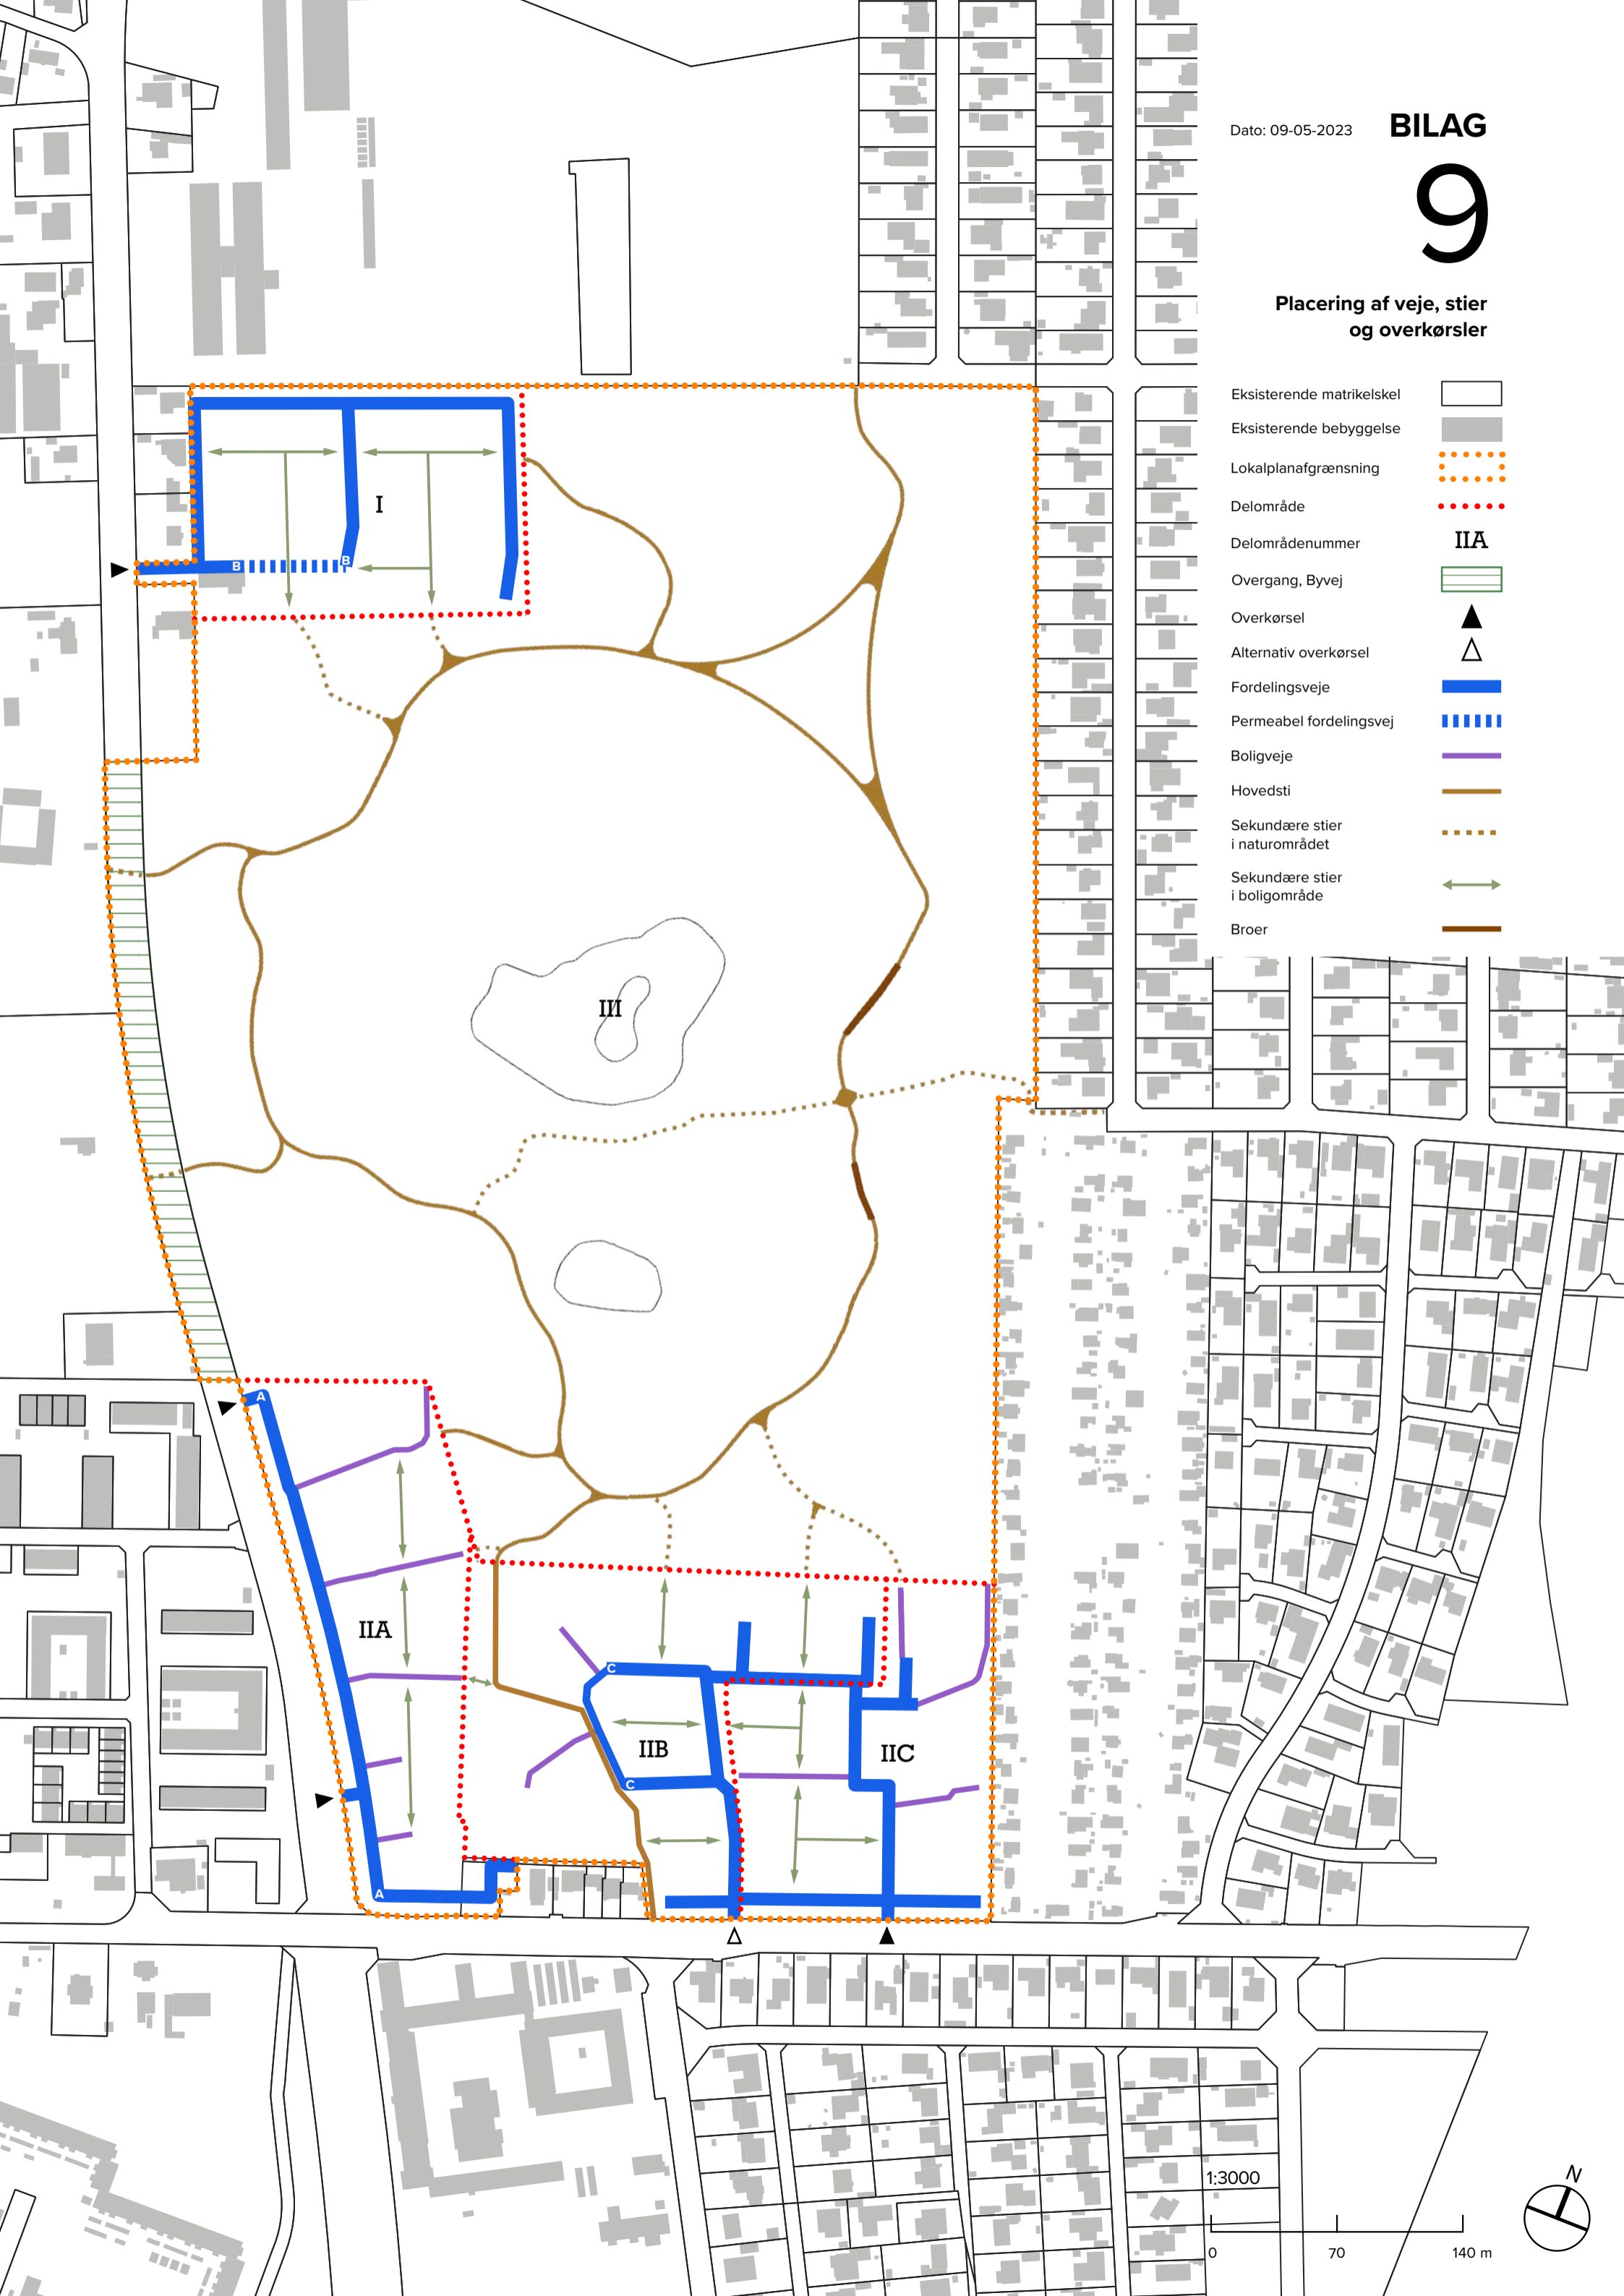 Dato: 09-05-2023
BILAG
9
Placering af veje, stier
og overkørsler
Eksisterende matrikelskel
Eksisterende bebyggelse
Lokalplanafgrænsning
Delområde
Delområdenummer
IIA
Overgang, Byvej
Overkørsel
Alternativ overkørsel
Fordelingsveje
Permeabel fordelingsvej
Boligveje
Hovedsti
Sekundære stier
i naturområdet
Sekundære stier
i boligområde
Broer
I
B
B
III
A
IIA
C
IIB
IIC
C
A
1:3000
N
0
70
140 m